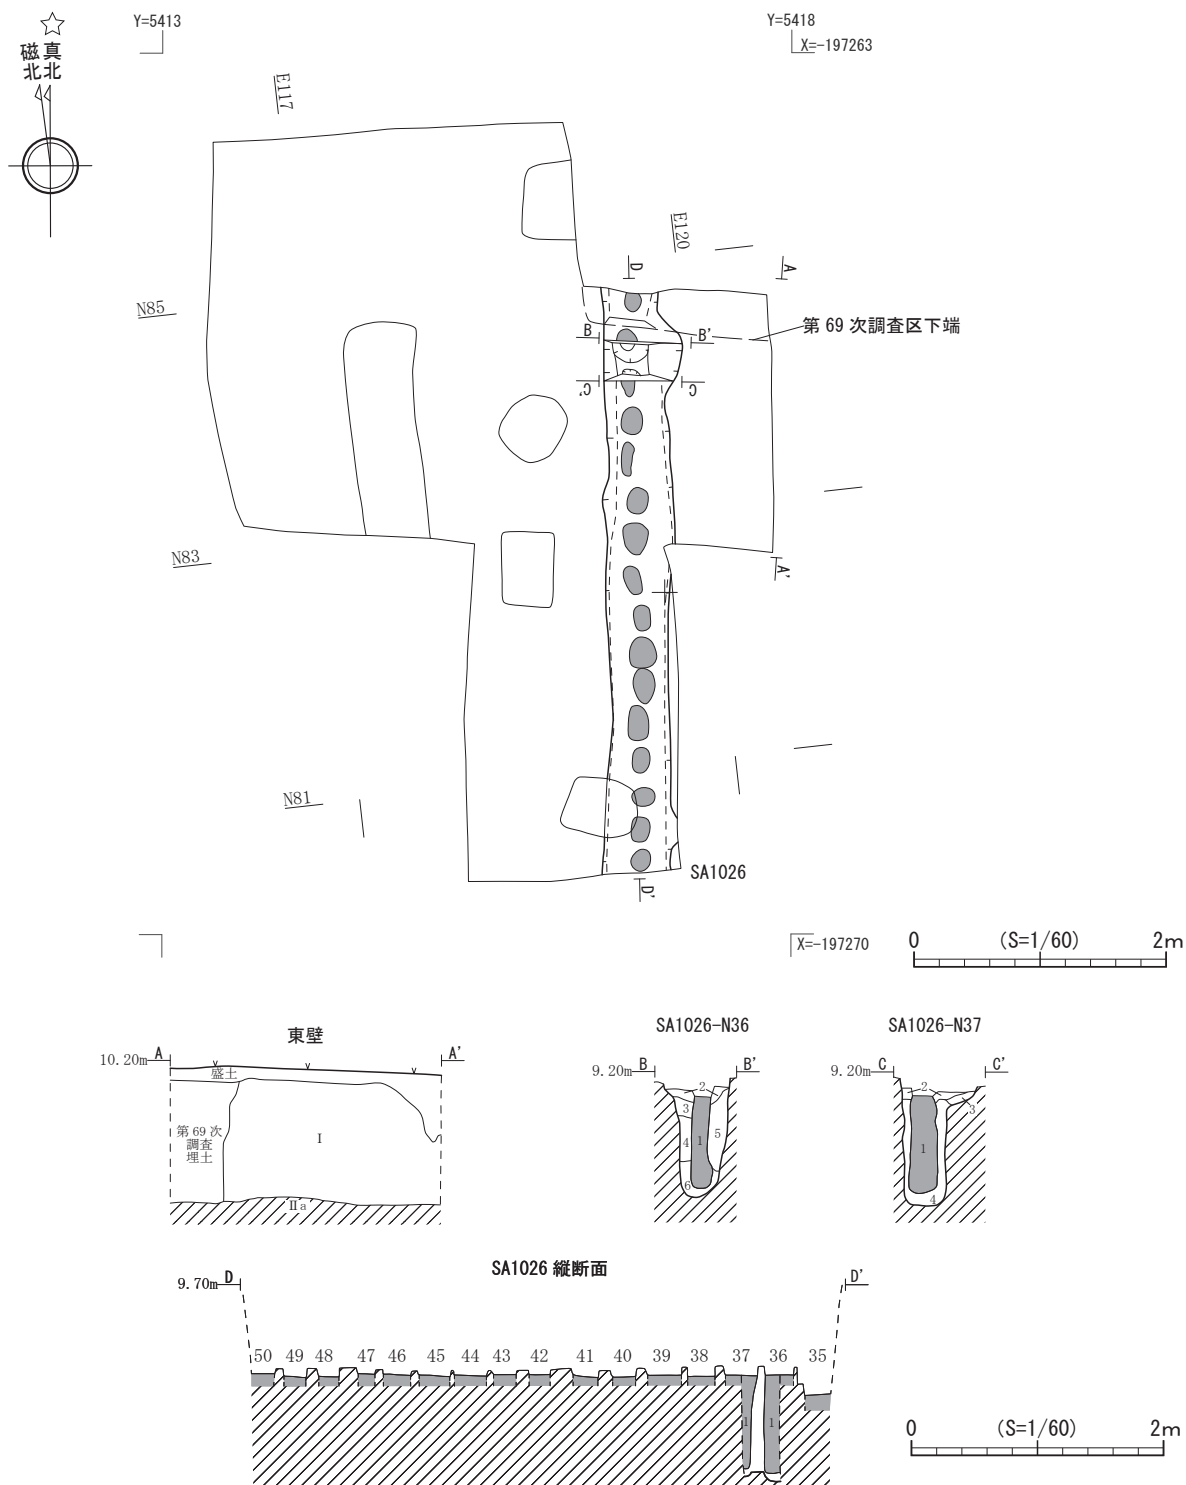 Y=5413
Y=5418
X=-197263
真北
磁北
E117
E120
D
A
N85
第 69 次調査区下端
B
B'
C'
C
N83
A'
N81
SA1026
D'
X=-197270
0
(S=1/60)
2m
東壁
10.20m
A
A'
盛土
第 69 次
調査
埋土
I
Ⅱa
SA1026-N36
9.20m
B
B'
2
3
4
1
5
6
SA1026-N37
9.20m
C
C'
2
3
1
4
SA1026 縦断面
9.70m
D
D'
50 49 48 47 46 45 44 43 42 41 40 39 38 37 36 35
1
1
0
(S=1/60)
2m